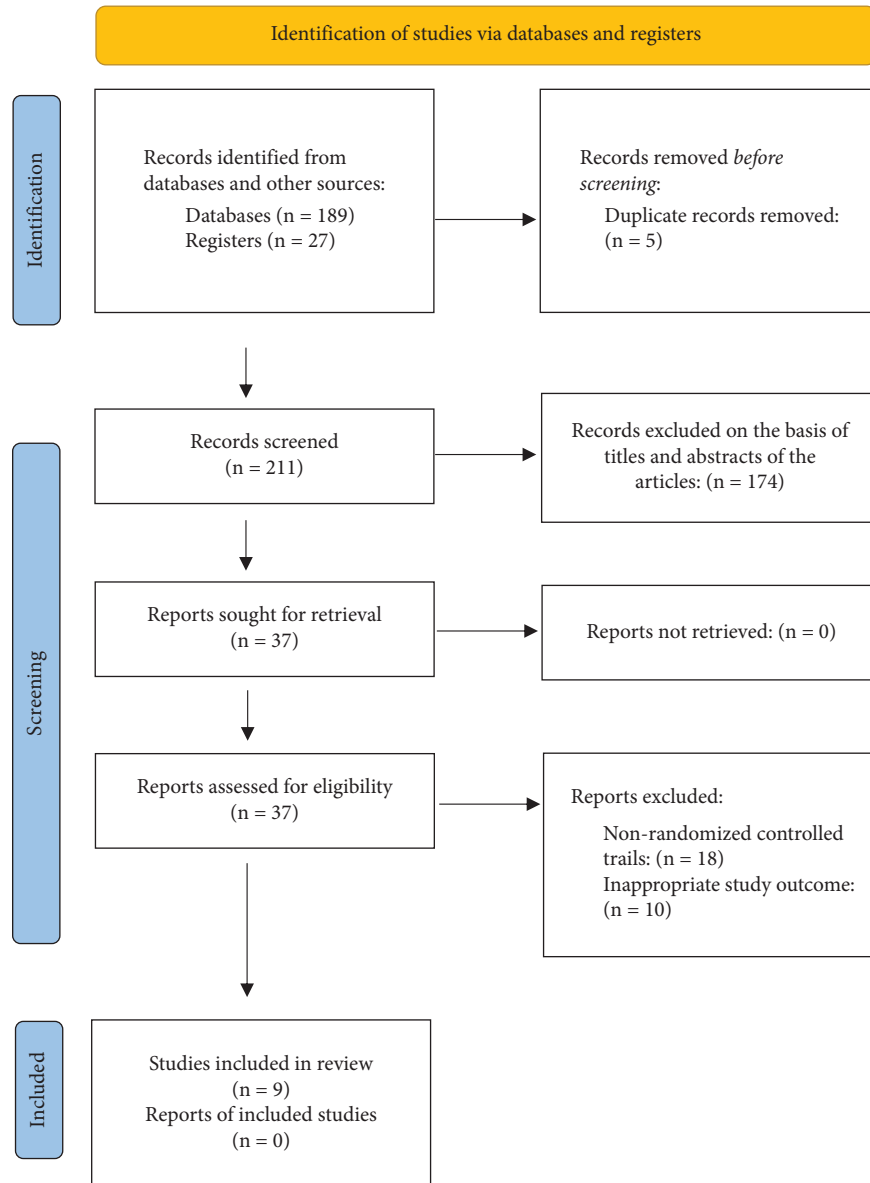 Identification of studies via databases and registers
Identification
Records identified from
databases and other sources:
Databases (n = 189)
Registers (n = 27)
Records removed before
screening:
Duplicate records removed:
(n = 5)
Screening
Records screened
(n = 211)
Records excluded on the basis of
titles and abstracts of the
articles: (n = 174)
Reports sought for retrieval
(n = 37)
Reports not retrieved: (n = 0)
Reports assessed for eligibility
(n = 37)
Reports excluded:
Non-randomized controlled
trails: (n = 18)
Inappropriate study outcome:
(n = 10)
Included
Studies included in review
(n = 9)
Reports of included studies
(n = 0)